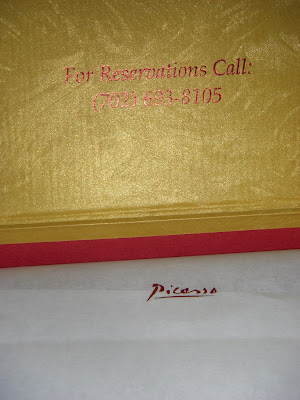 For Reservations Call:
(702) 693-8105
Picasso